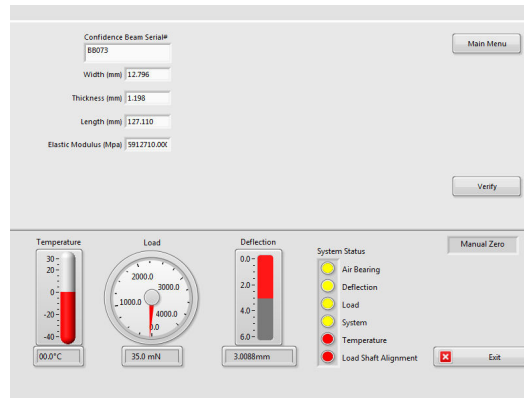 Confidence Beam Serial#
BB073
Main Menu
Width (mm) 12.796
Thickness (mm) 1.198
Length (mm) 127.110
Elastic Modulus (Mpa) 5912710.00(
Verify
Manual Zero
Temperature
30
20
0
-20
-40
00.0°C
Load
2000.0
3000.0
1000.0
4000.0
0.0
35.0 mN
Deflection
0.0
2.0
4.0
6.0
3.0088mm
System Status
Air Bearing
Deflection
Load
System
Temperature
Load Shaft Alignment
Exit